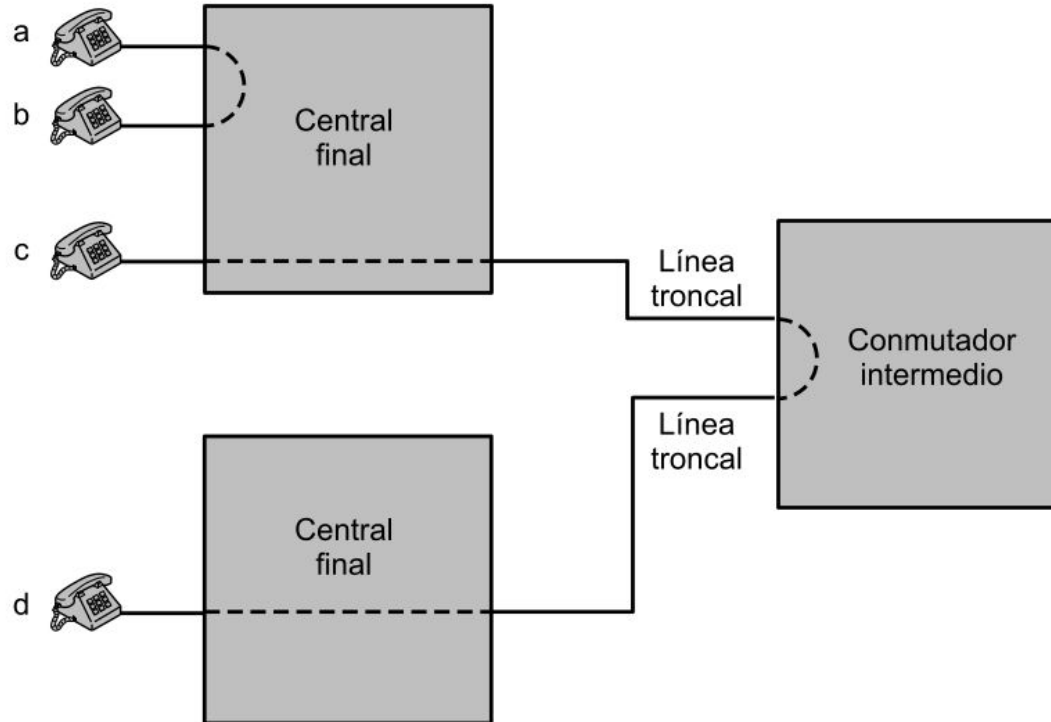 a
b
Central
final
c
Línea
troncal
Conmutador
intermedio
Línea
troncal
Central
final
d